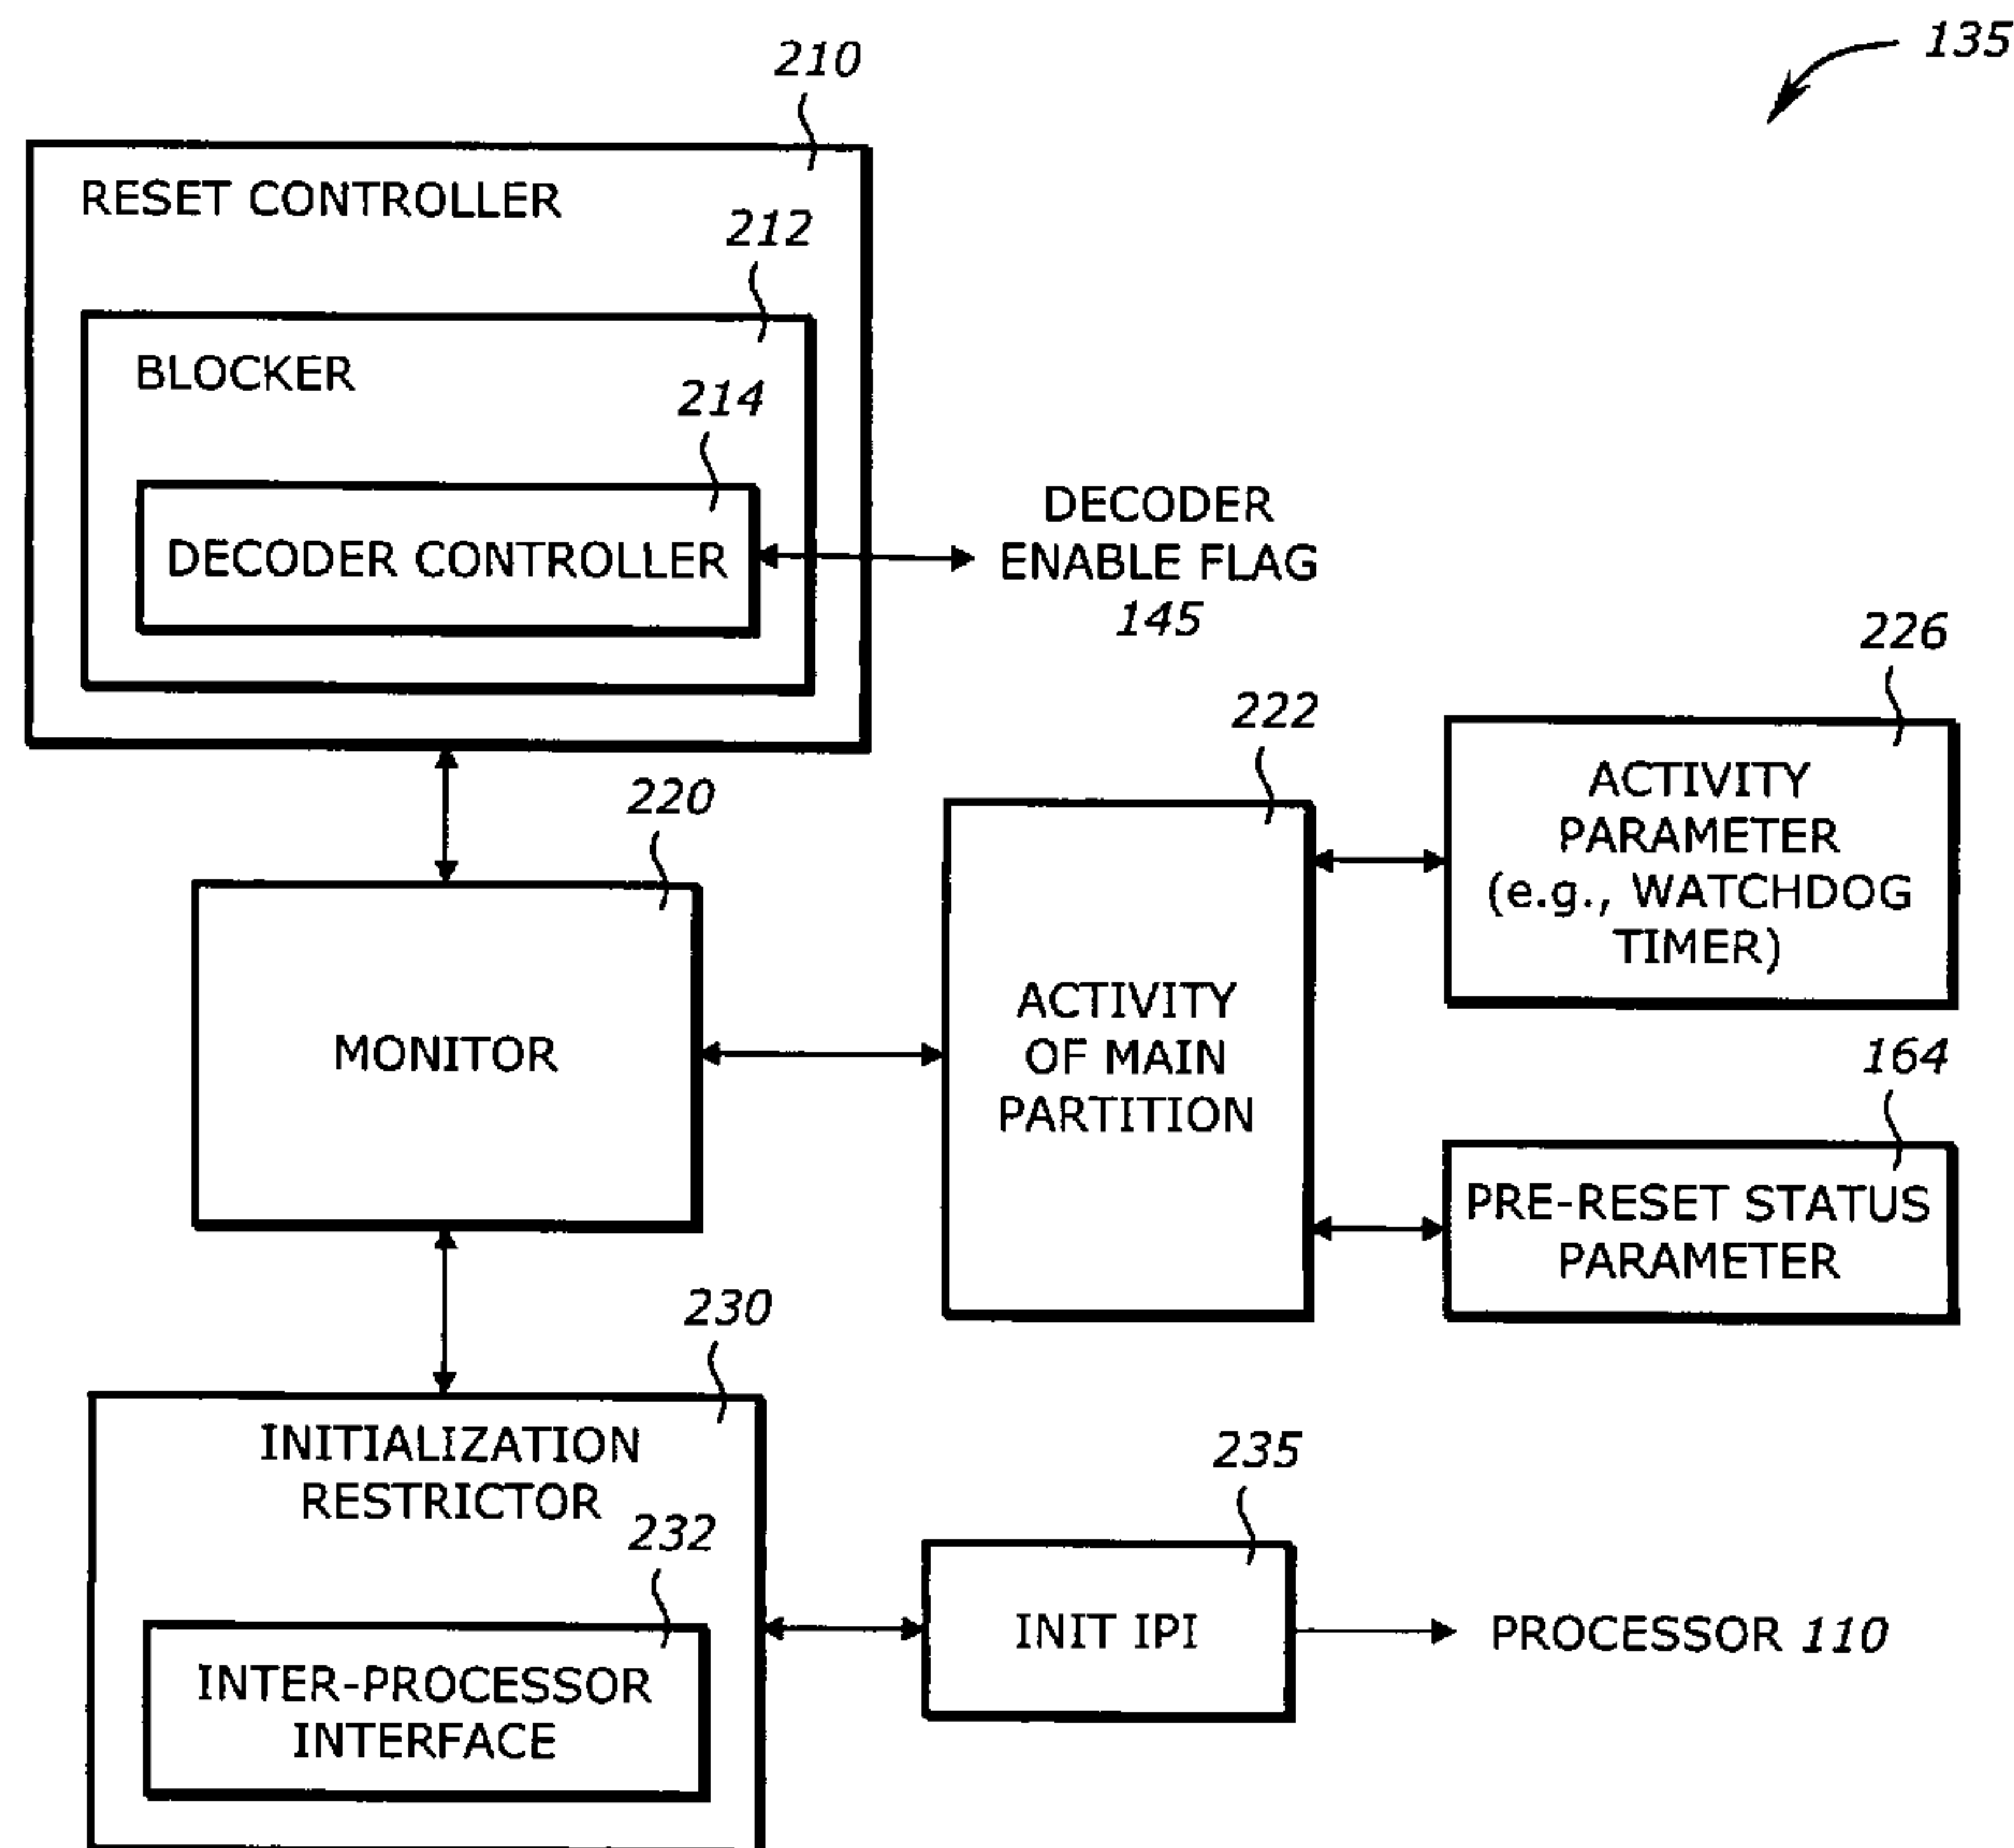 135
210
RESET CONTROLLER
212
BLOCKER
214
DECODER CONTROLLER
DECODER
ENABLE FLAG
145
226
ACTIVITY
PARAMETER
(e.g., WATCHDOG
TIMER)
222
220
MONITOR
ACTIVITY
OF MAIN
PARTITION
164
PRE-RESET STATUS
PARAMETER
230
INITIALIZATION
RESTRICTOR
232
INTER-PROCESSOR
INTERFACE
235
INIT IPI
PROCESSOR 110